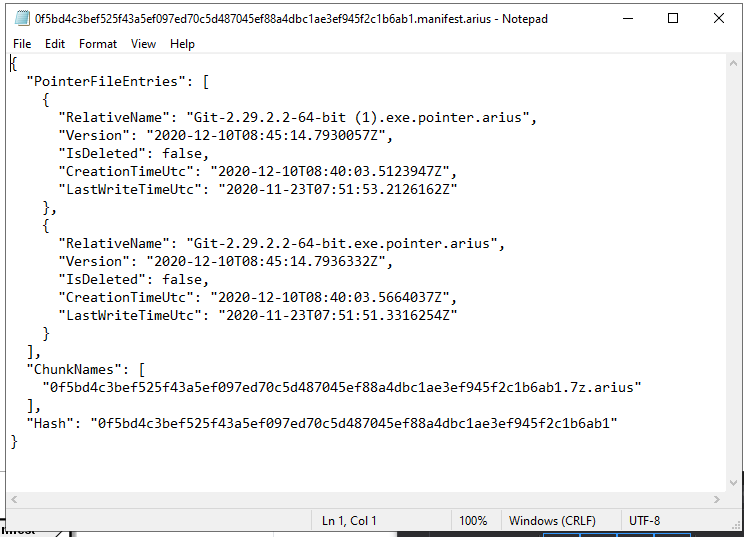 0f5bd4c3bef525f43a5ef097ed70c5d487045ef88a4dbc1ae3ef945f2c1b6ab1.manifest.arius - Notepad
File Edit Format View Help
{
  "PointerFileEntries": [
    {
      "RelativeName": "Git-2.29.2.2-64-bit (1).exe.pointer.arius",
      "Version": "2020-12-10T08:45:14.7930057Z",
      "IsDeleted": false,
      "CreationTimeUtc": "2020-12-10T08:40:03.5123947Z",
      "LastWriteTimeUtc": "2020-11-23T07:51:53.2126162Z"
    },
    {
      "RelativeName": "Git-2.29.2.2-64-bit.exe.pointer.arius",
      "Version": "2020-12-10T08:45:14.7936332Z",
      "IsDeleted": false,
      "CreationTimeUtc": "2020-12-10T08:40:03.5664037Z",
      "LastWriteTimeUtc": "2020-11-23T07:51:51.3316254Z"
    }
  ],
  "ChunkNames": [
    "0f5bd4c3bef525f43a5ef097ed70c5d487045ef88a4dbc1ae3ef945f2c1b6ab1.7z.arius"
  ],
  "Hash": "0f5bd4c3bef525f43a5ef097ed70c5d487045ef88a4dbc1ae3ef945f2c1b6ab1"
}
Ln 1, Col 1 100% Windows (CRLF) UTF-8